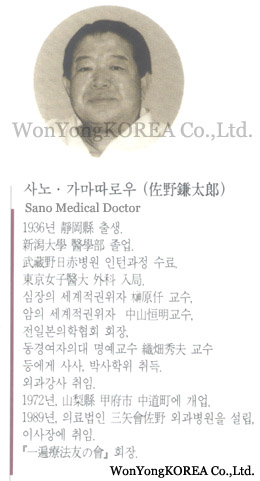 WonYongKOREA Co.,Ltd.
사노・가마따로우 (佐野鎌太郎)
Sano Medical Doctor
1936년 靜岡縣 출생.
新潟大學 醫學部 졸업.
武藏野日赤병원 인턴과정 수료.
東京女子醫大 外科 入局.
심장의 세계적권위자 榊原仟 교수,
암의 세계적권위자 中山恒明교수,
전일본의학협회 회장,
동경여자의대 명예교수 織畑秀夫 교수
등에게 사사, 박사학위 취득.
외과강사 취임.
1972년, 山梨縣 甲府市 中道町에 개업.
1989년, 의료법인 三矢會佐野 외과병원을 설립,
이사장에 취임.
『一遍療法友の會』 회장.
WonYongKOREA Co.,Ltd.